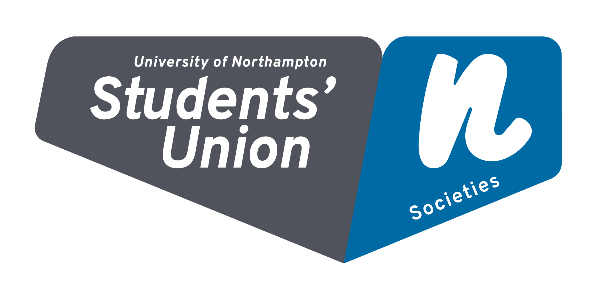 University of Northampton
Students'
Union
n
Societies